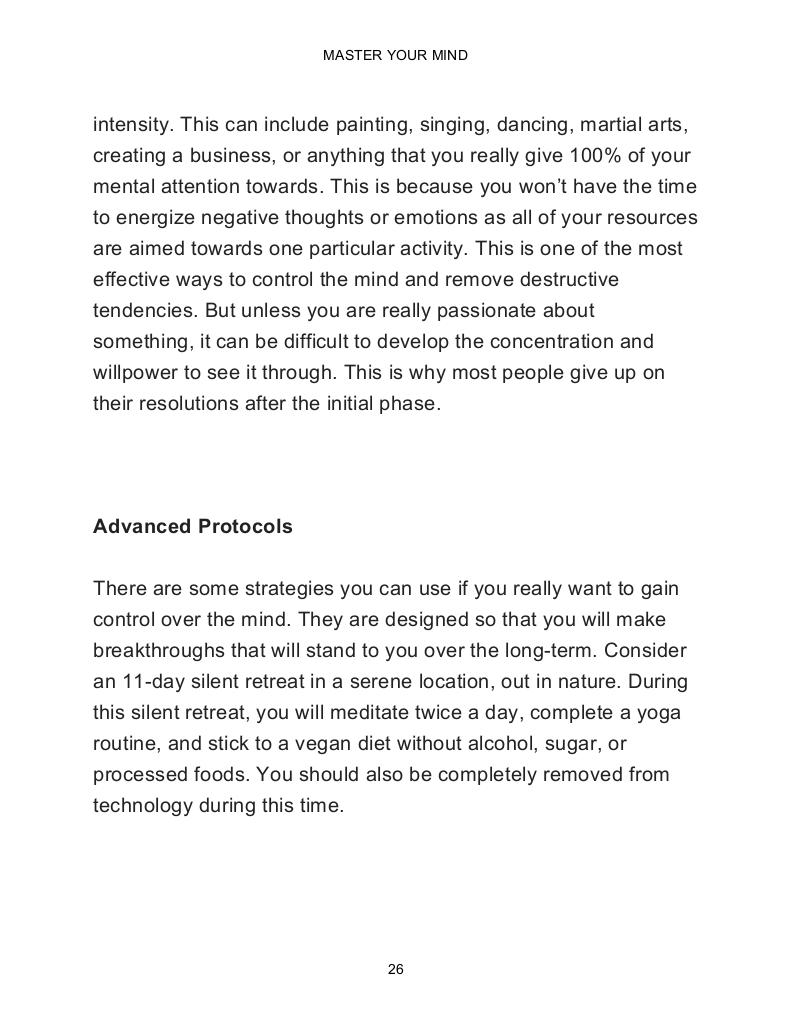 MASTER YOUR MIND
intensity. This can include painting, singing, dancing, martial arts,
creating a business, or anything that you really give 100% of your
mental attention towards. This is because you won’t have the time
to energize negative thoughts or emotions as all of your resources
are aimed towards one particular activity. This is one of the most
effective ways to control the mind and remove destructive
tendencies. But unless you are really passionate about
something, it can be difficult to develop the concentration and
willpower to see it through. This is why most people give up on
their resolutions after the initial phase.
Advanced Protocols
There are some strategies you can use if you really want to gain
control over the mind. They are designed so that you will make
breakthroughs that will stand to you over the long-term. Consider
an 11-day silent retreat in a serene location, out in nature. During
this silent retreat, you will meditate twice a day, complete a yoga
routine, and stick to a vegan diet without alcohol, sugar, or
processed foods. You should also be completely removed from
technology during this time.
26